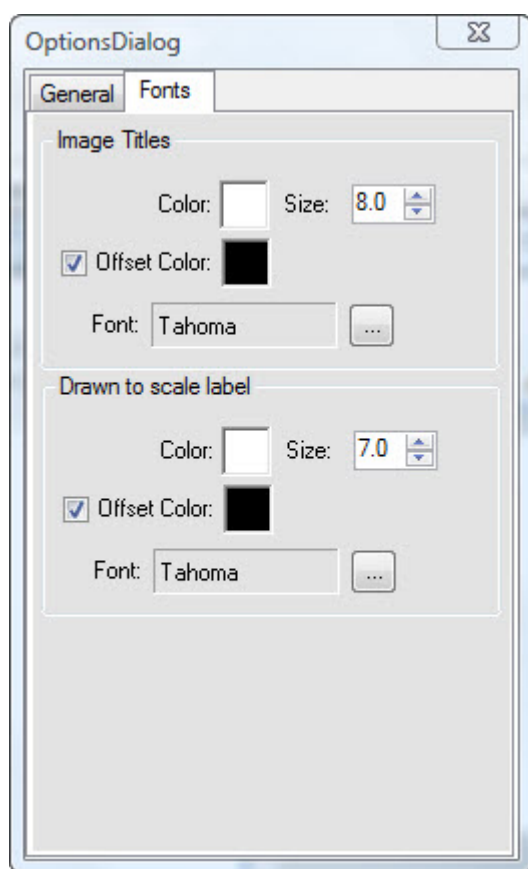 OptionsDialog
General Fonts
Image Titles
Color: Size: 8.0
Offset Color:
Font: Tahoma ...
Drawn to scale label
Color: Size: 7.0
Offset Color:
Font: Tahoma ...